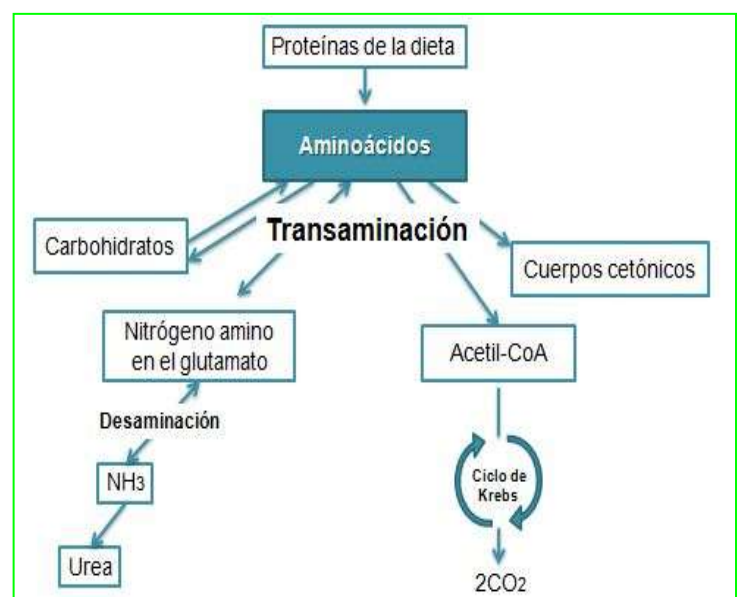 Proteínas de la dieta
Aminoácidos
Transaminación
Carbohidratos
Cuerpos cetónicos
Nitrógeno amino
en el glutamato
Acetil-CoA
Desaminación
Ciclo de
Krebs
NH3
Urea
2CO2